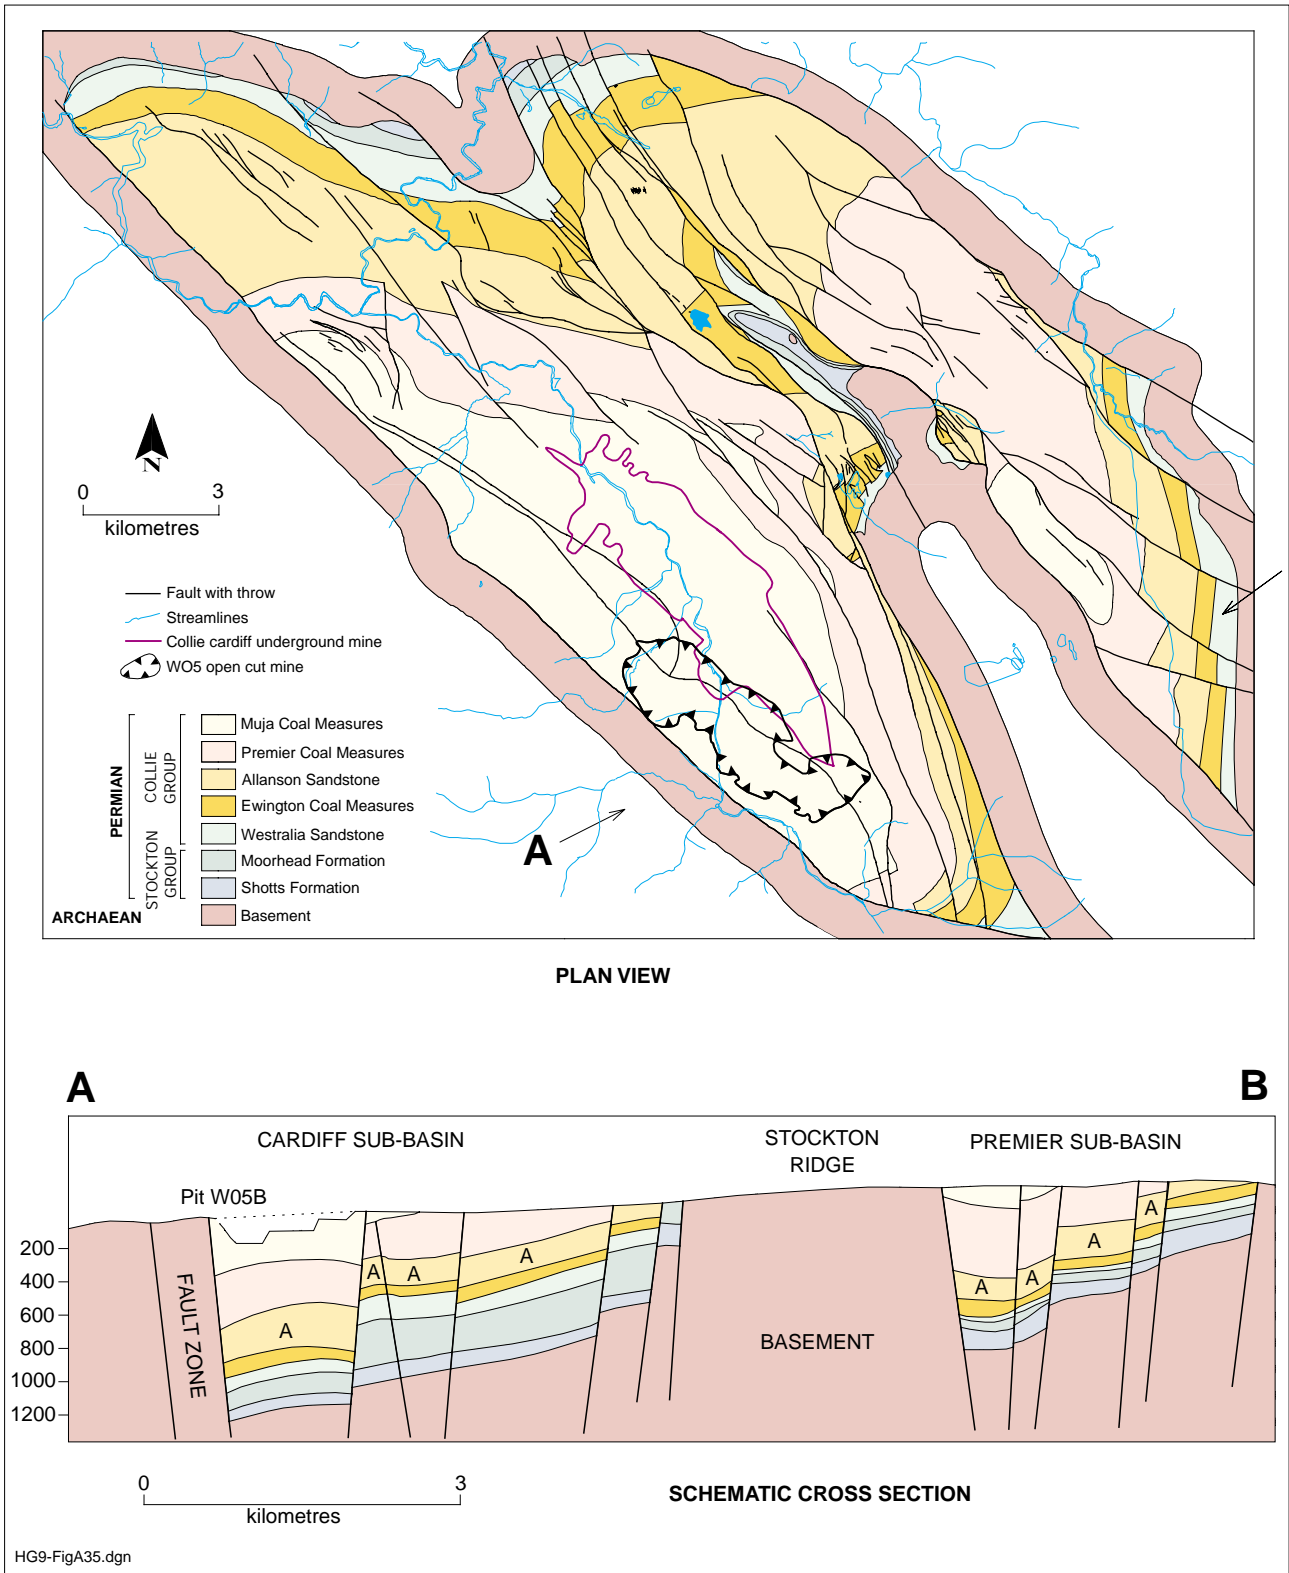 N
0 3
kilometres
Fault with throw
Streamlines
Collie cardiff underground mine
WO5 open cut mine
PERMIAN
COLLIE
GROUP
STOCKTON
GROUP
Muja Coal Measures
Premier Coal Measures
Allanson Sandstone
Ewington Coal Measures
Westralia Sandstone
Moorhead Formation
Shotts Formation
ARCHAEAN
Basement
A
PLAN VIEW
A B
CARDIFF SUB-BASIN
STOCKTON
RIDGE
PREMIER SUB-BASIN
Pit W05B
200
400
600
800
1000
1200
FAULT ZONE
A
A
A
A
BASEMENT
A
A
A
A
0 3
kilometres
SCHEMATIC CROSS SECTION
HG9-FigA35.dgn